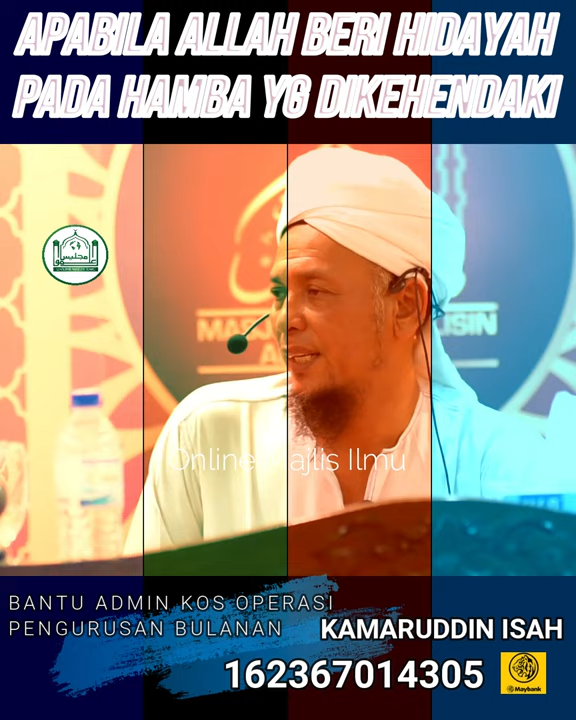 APABILA ALLAH BERI HIDAYAH
PADA HAMBA YG DIKEHENDAKI
Online Majlis Ilmu
BANTU ADMIN KOS OPERASI
PENGURUSAN BULANAN
KAMARUDDIN ISAH
162367014305
Maybank